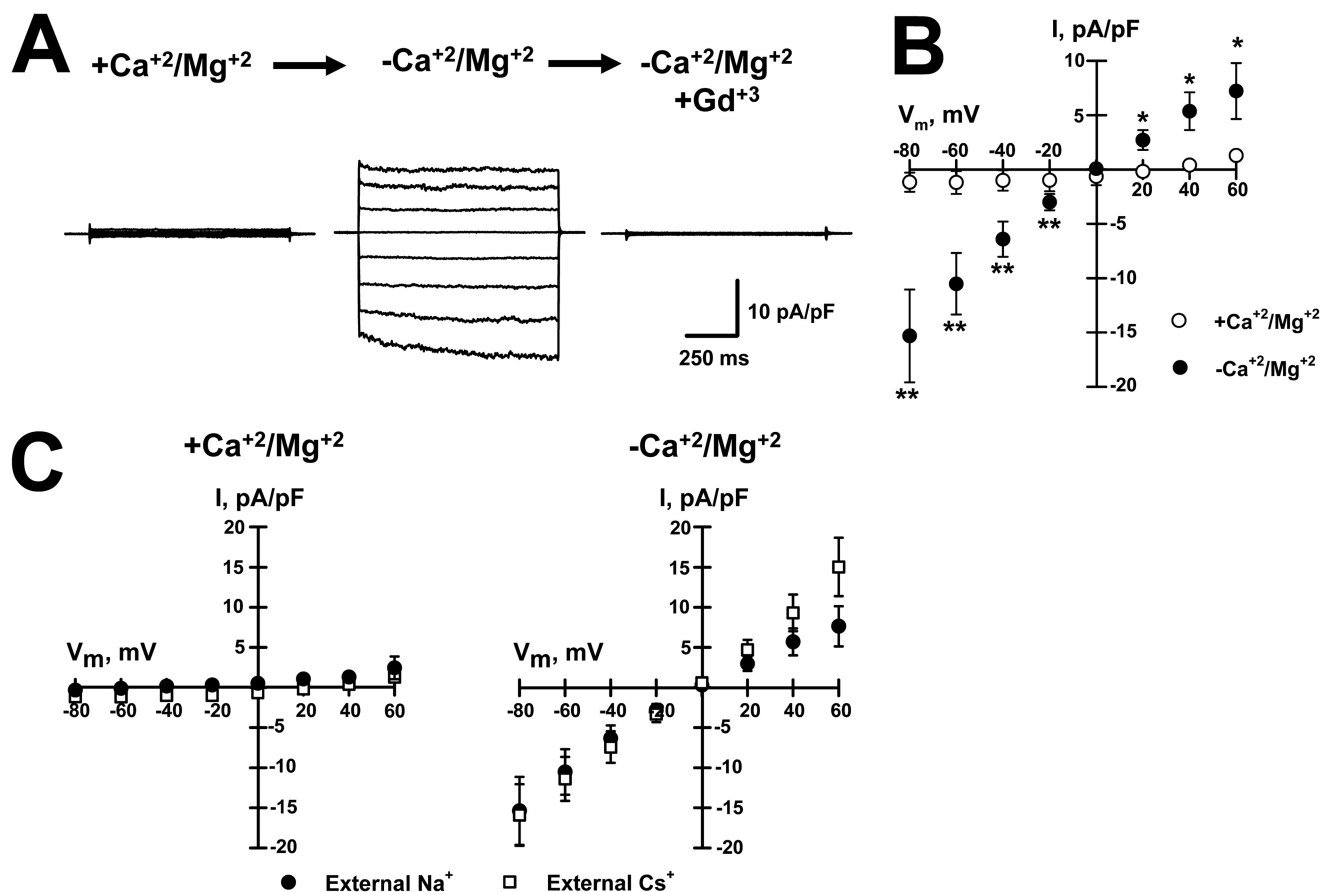 A
+Ca+2/Mg+2
-Ca+2/Mg+2
-Ca+2/Mg+2
+Gd+3
10 pA/pF
250 ms
B
I, pA/pF
Vm, mV
10
5
-5
-10
-15
-20
-80 -60 -40 -20 20 40 60
* * *
** ** ** **
+Ca+2/Mg+2
-Ca+2/Mg+2
C
+Ca+2/Mg+2
I, pA/pF
Vm, mV
20
15
10
5
-5
-10
-15
-20
-80 -60 -40 -20 20 40 60
-Ca+2/Mg+2
I, pA/pF
Vm, mV
20
15
10
5
-5
-10
-15
-20
-80 -60 -40 -20 20 40 60
External Na+
External Cs+